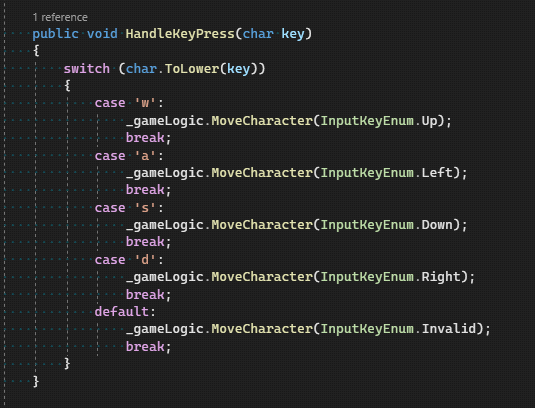 1 reference
public void HandleKeyPress(char key)
{
switch (char.ToLower(key))
{
case 'w':
_gameLogic.MoveCharacter(InputKeyEnum.Up);
break;
case 'a':
_gameLogic.MoveCharacter(InputKeyEnum.Left);
break;
case 's':
_gameLogic.MoveCharacter(InputKeyEnum.Down);
break;
case 'd':
_gameLogic.MoveCharacter(InputKeyEnum.Right);
break;
default:
_gameLogic.MoveCharacter(InputKeyEnum.Invalid);
break;
}
}